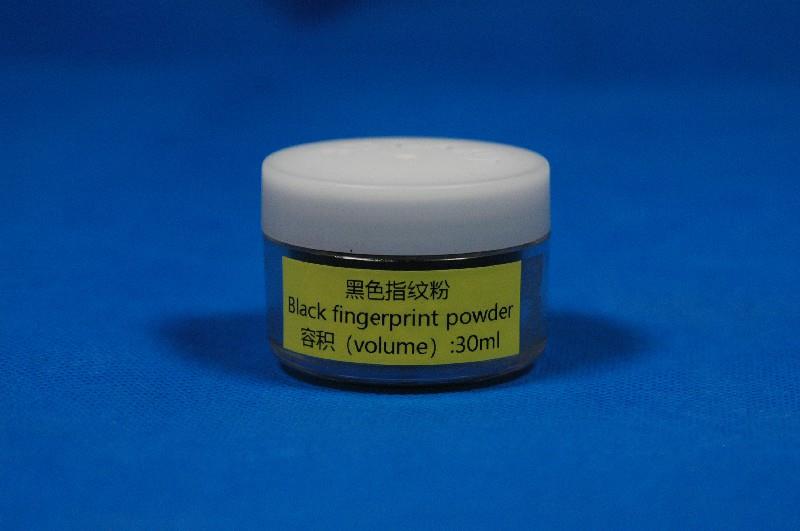 黑色指纹粉
Black fingerprint powder
容积（volume）:30ml